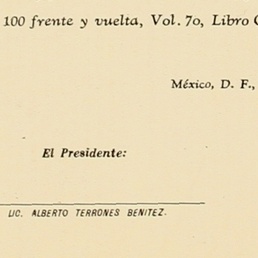 100 frente y vuelta, Vol. 70, Libro
México, D. F.,
El Presidente:
LIC. ALBERTO TERRONES BENITEZ.